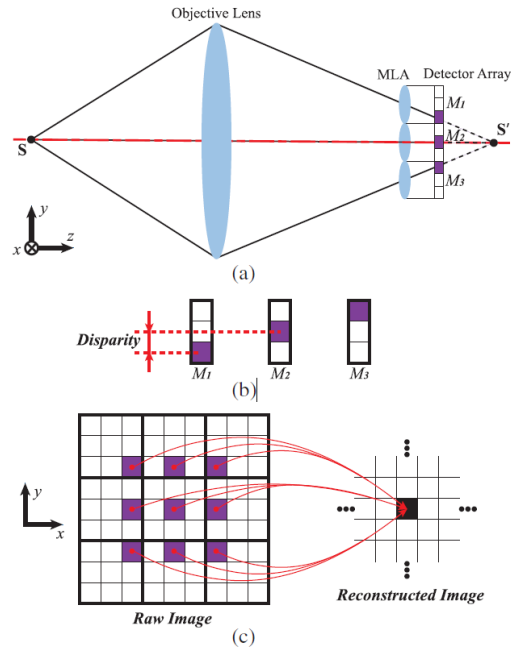 Objective Lens
MLA
Detector Array
M1
S
M2
S'
M3
y
x
z
(a)
Disparity
M1
M2
M3
(b)
y
x
Raw Image
Reconstructed Image
(c)